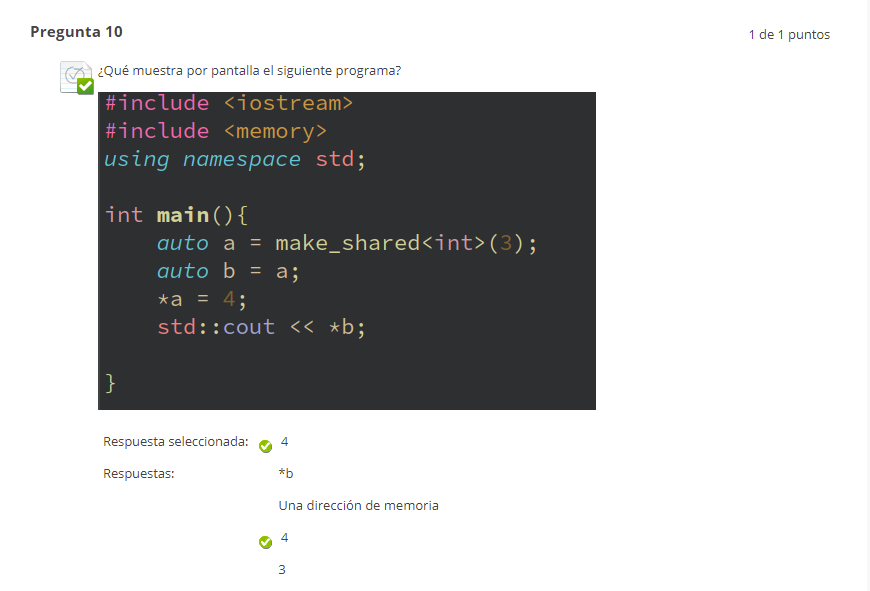 Pregunta 10
1 de 1 puntos
¿Qué muestra por pantalla el siguiente programa?
#include <iostream>
#include <memory>
using namespace std;
int main(){
    auto a = make_shared<int>(3);
    auto b = a;
    *a = 4;
    std::cout << *b;
}
Respuesta seleccionada: 4
Respuestas: *b
Una dirección de memoria
4
3